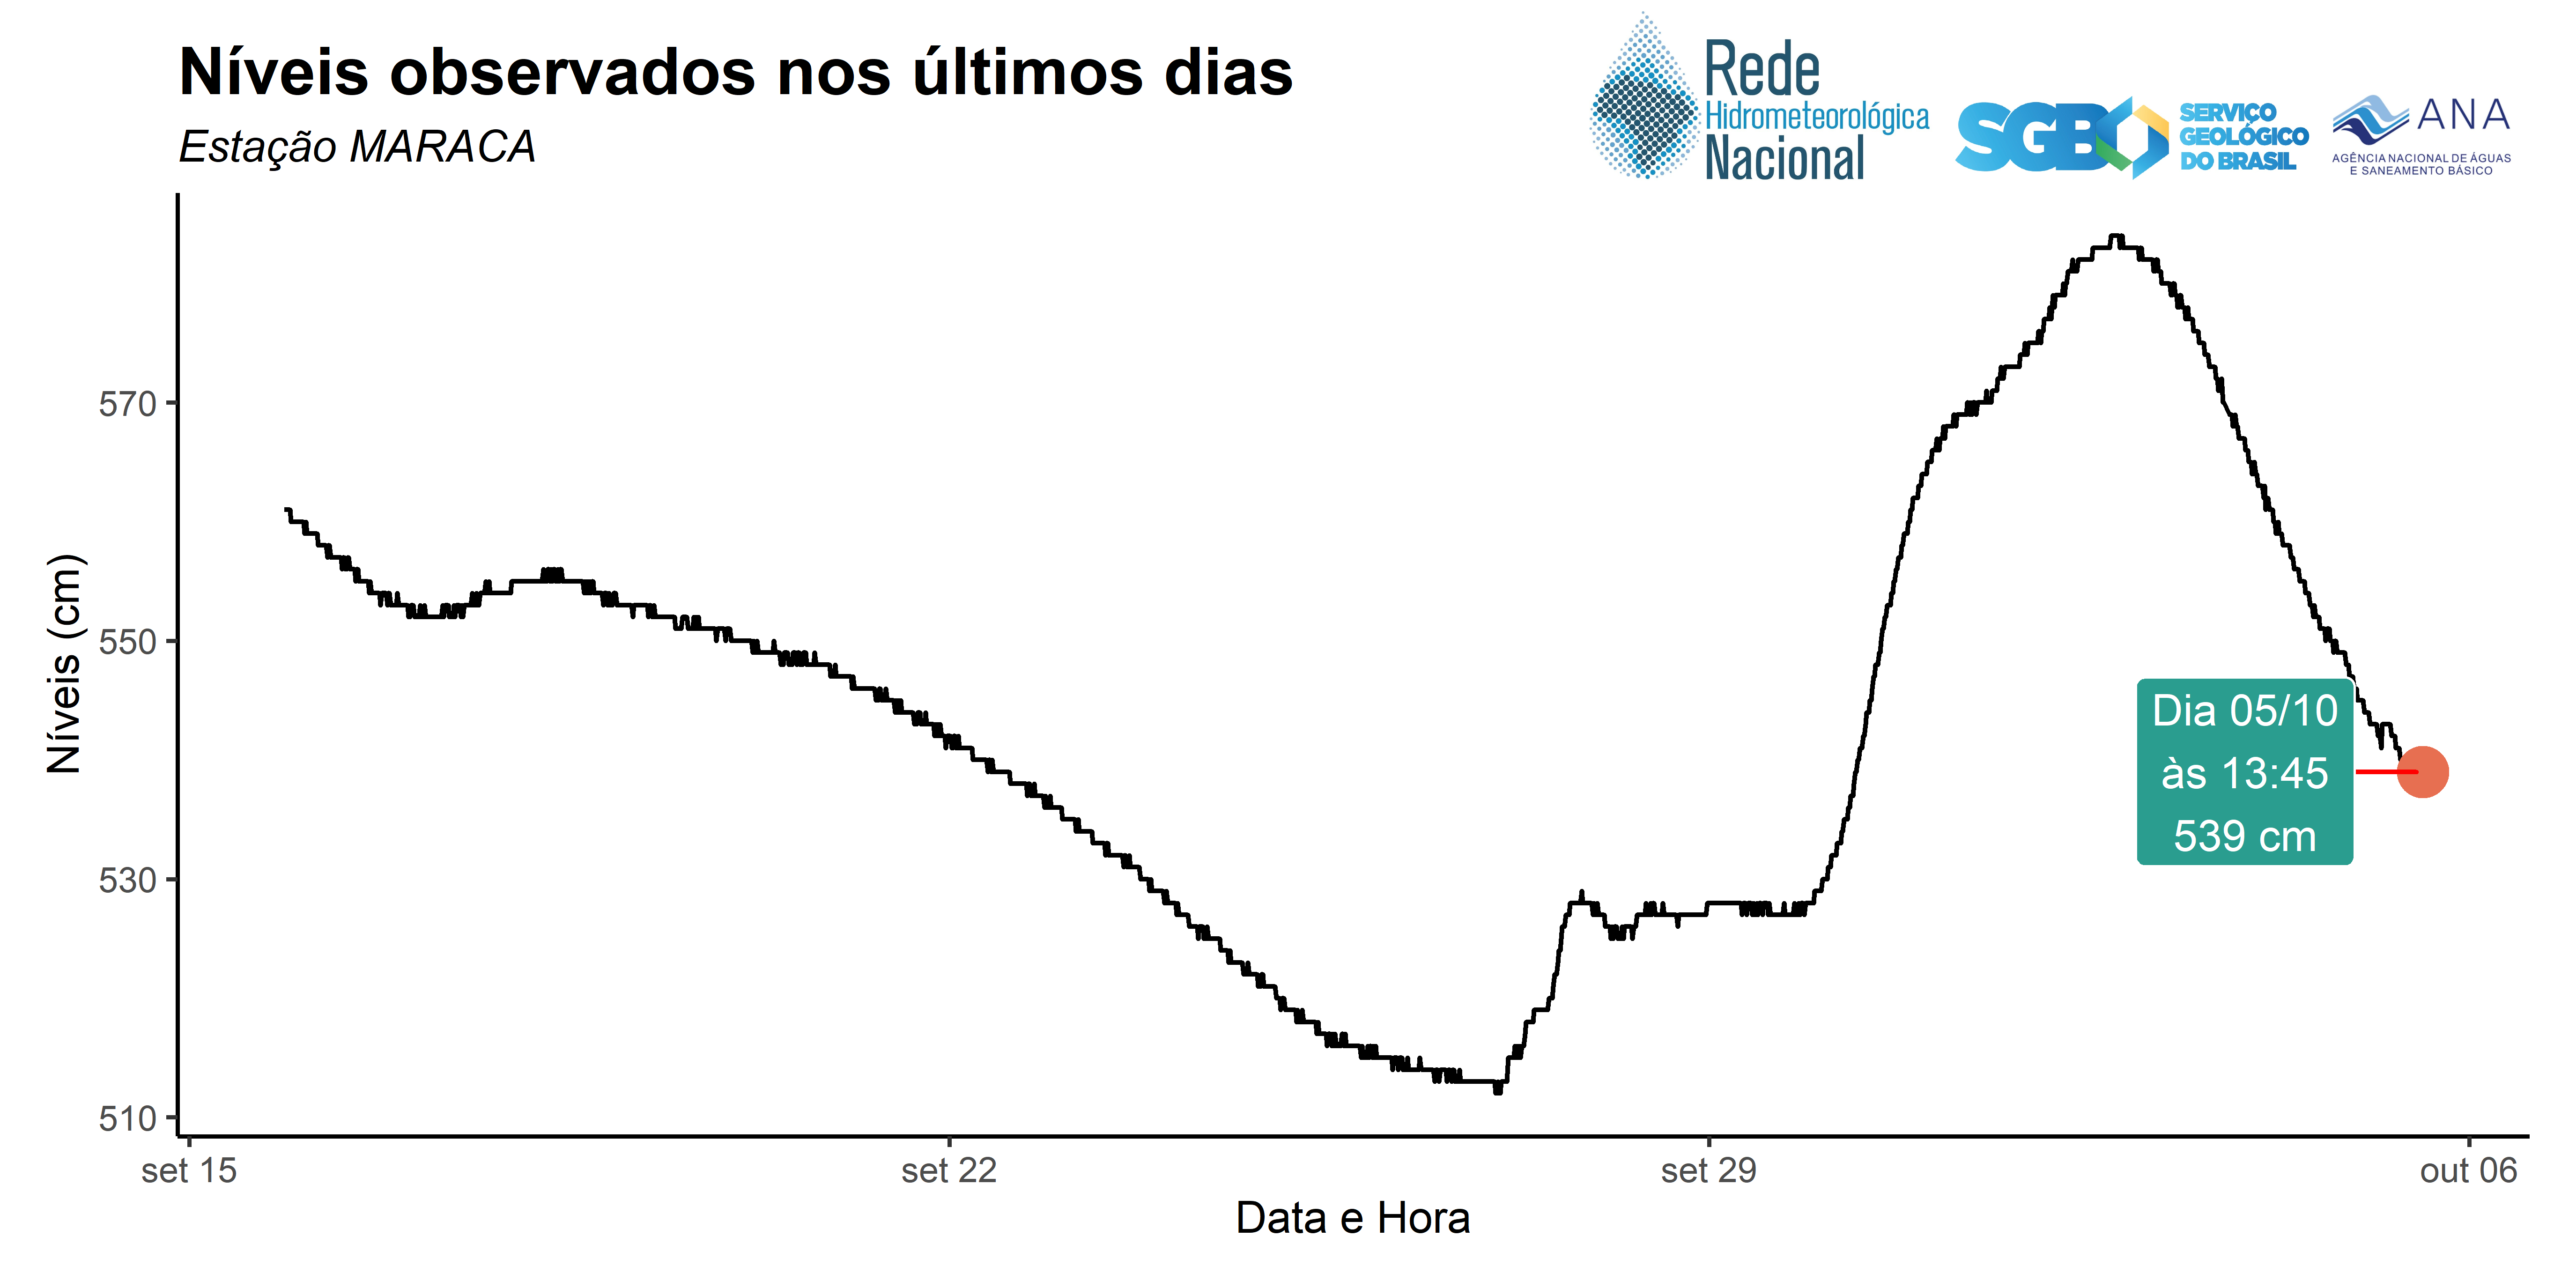 Níveis observados nos últimos dias
Estação MARACA
Rede
Hidrometeorológica
Nacional
SGB
SERVIÇO
GEOLÓGICO
DO BRASIL
ANA
AGÊNCIA NACIONAL DE ÁGUAS
E SANEAMENTO BÁSICO
Níveis (cm)
570
550
530
510
Dia 05/10
às 13:45
539 cm
set 15
set 22
set 29
out 06
Data e Hora